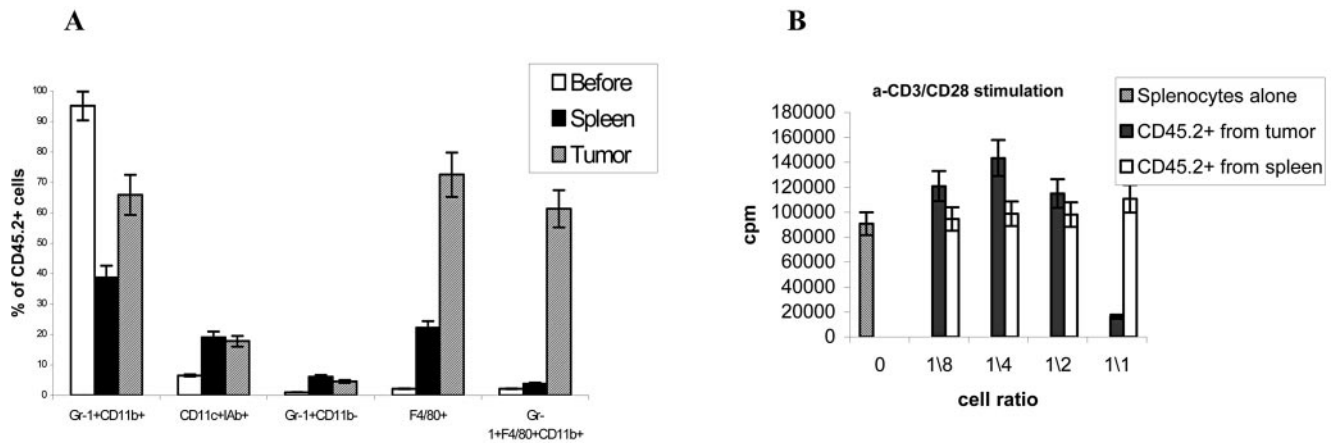 A
% of CD45.2+ cells
100
90
80
70
60
50
40
30
20
10
0
Before
Spleen
Tumor
Gr-1+CD11b+
CD11c+IAb+
Gr-1+CD11b-
F4/80+
Gr-
1+F4/80+CD11b+
B
a-CD3/CD28 stimulation
cpm
180000
160000
140000
120000
100000
80000
60000
40000
20000
0
Splenocytes alone
CD45.2+ from tumor
CD45.2+ from spleen
0
1\8
1\4
1\2
1\1
cell ratio